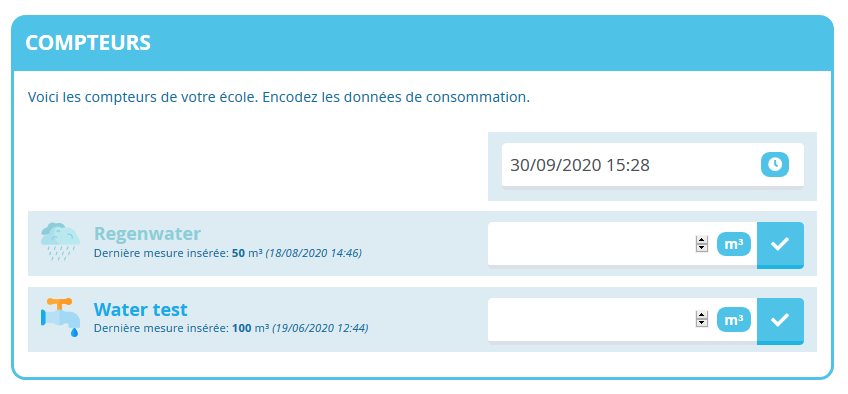 COMPTEURS
Voici les compteurs de votre école. Encodez les données de consommation.
30/09/2020 15:28
Regenwater
Dernière mesure insérée: 50 m³ (18/08/2020 14:46)
m³
Water test
Dernière mesure insérée: 100 m³ (19/06/2020 12:44)
m³